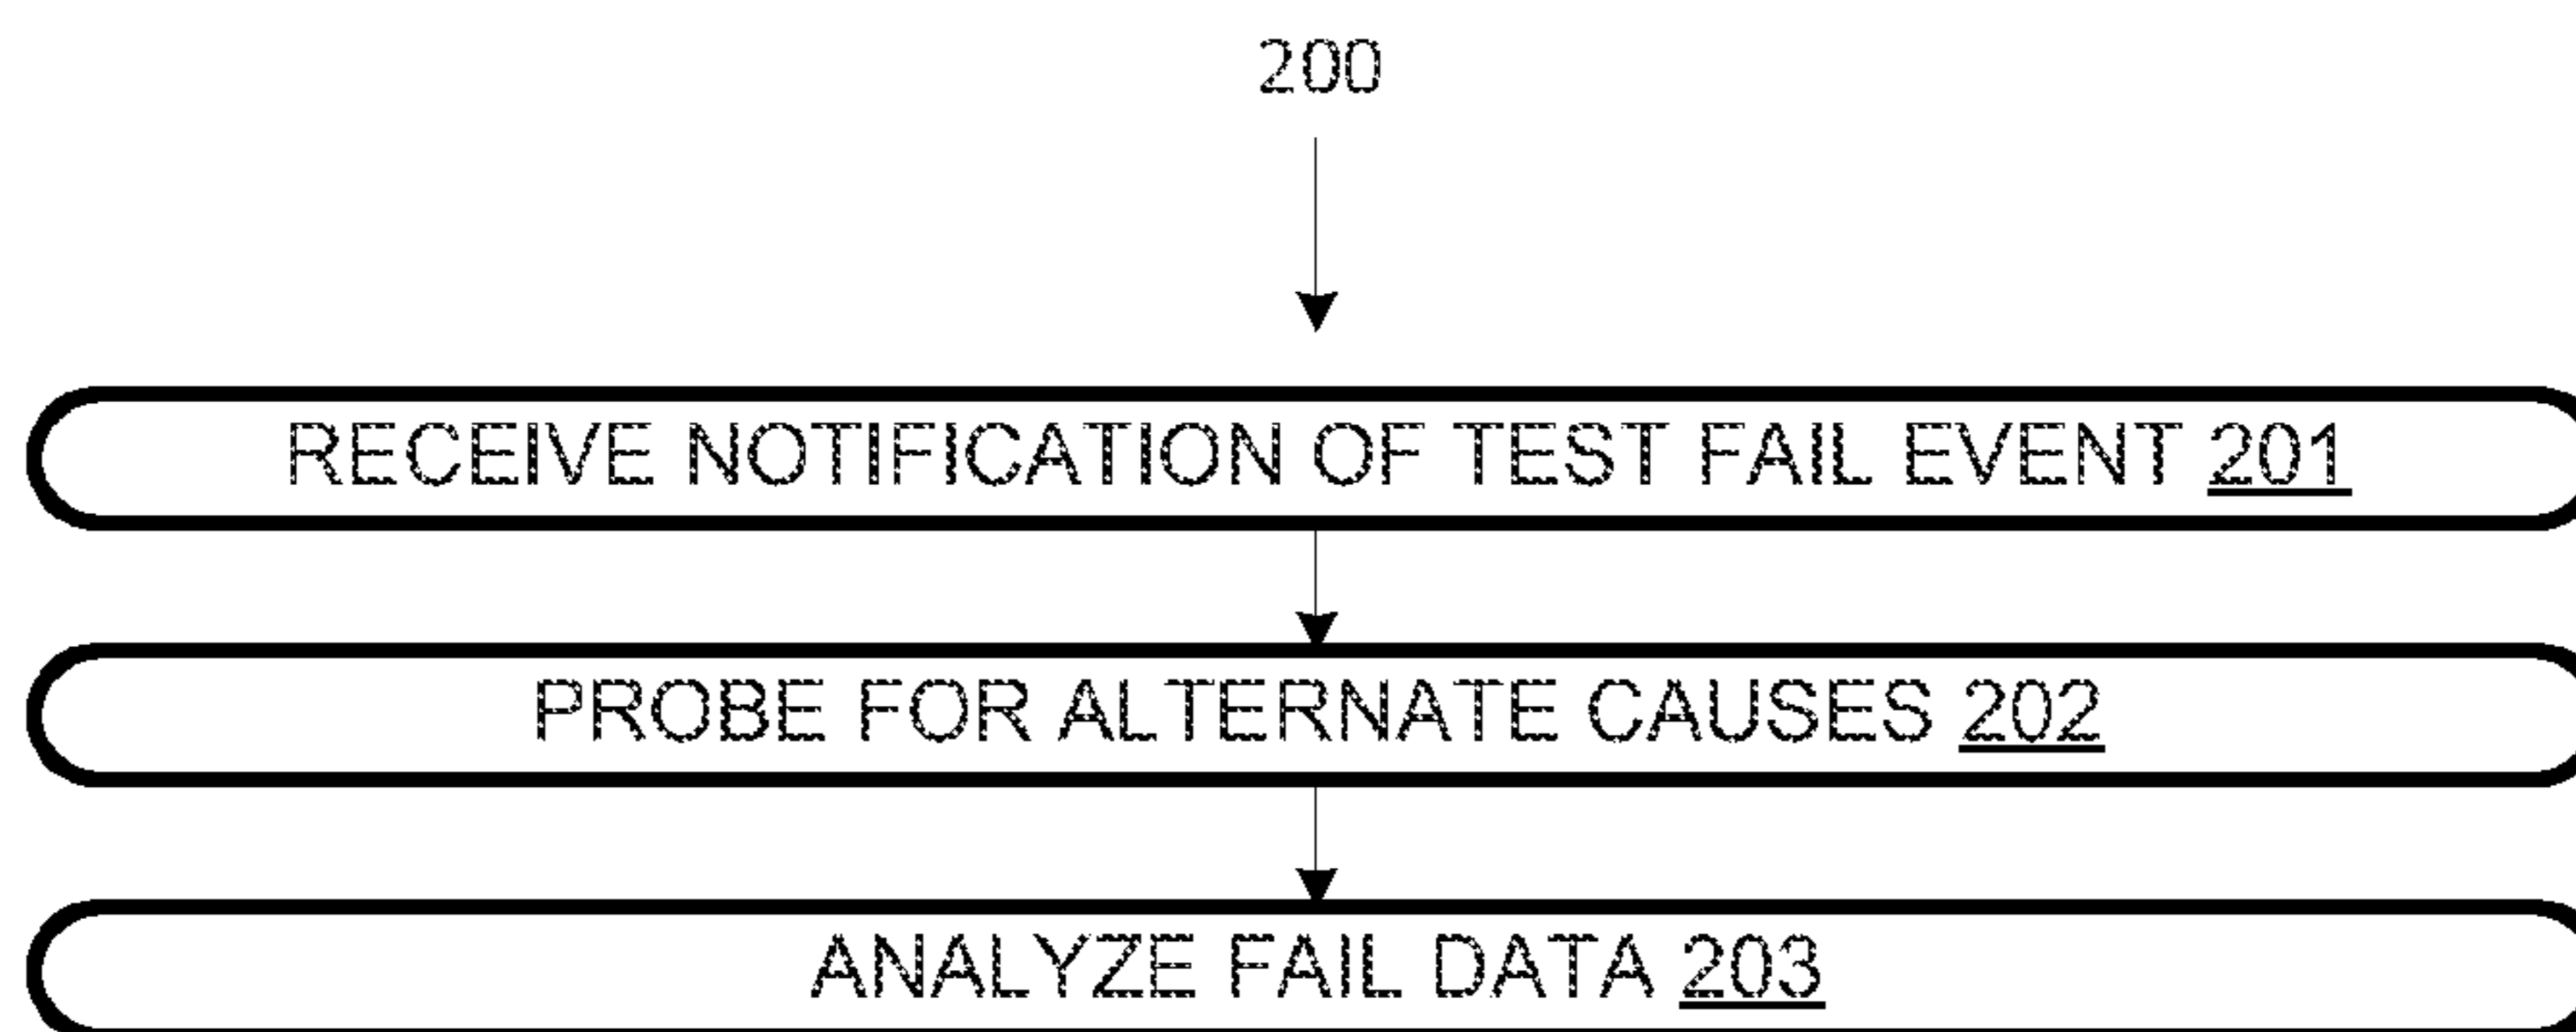 200
RECEIVE NOTIFICATION OF TEST FAIL EVENT 201
PROBE FOR ALTERNATE CAUSES 202
ANALYZE FAIL DATA 203